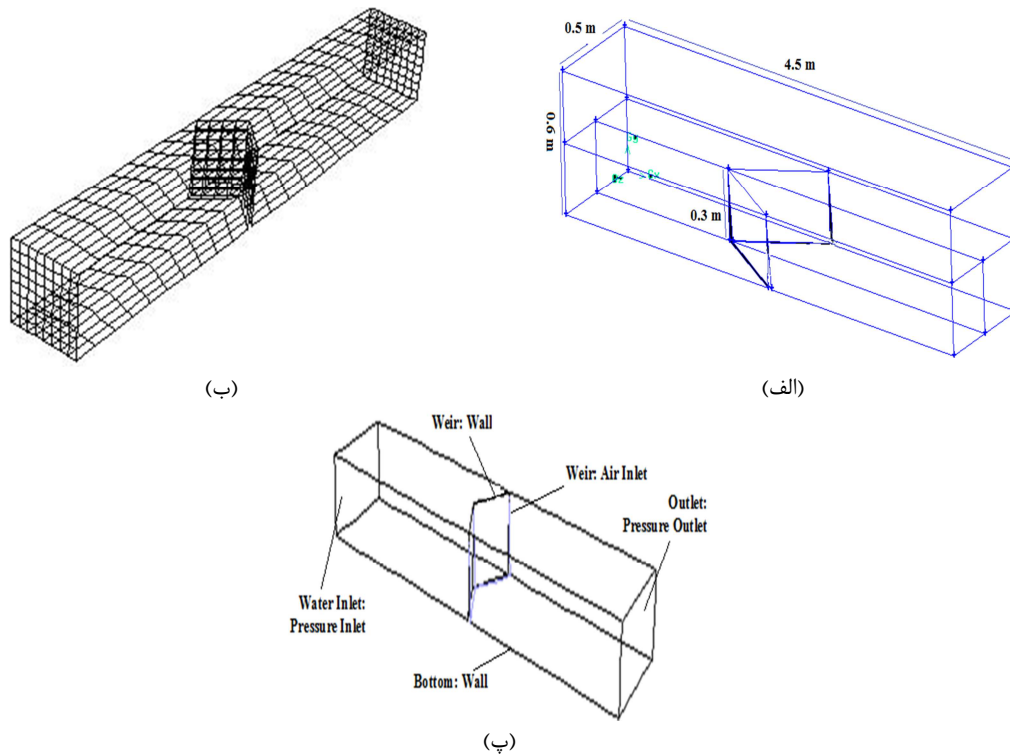 0.5 m
4.5 m
0.6 m
0.3 m
(ب)
(الف)
Weir: Wall
Weir: Air Inlet
Outlet:
Pressure Outlet
Water Inlet:
Pressure Inlet
Bottom: Wall
(پ)